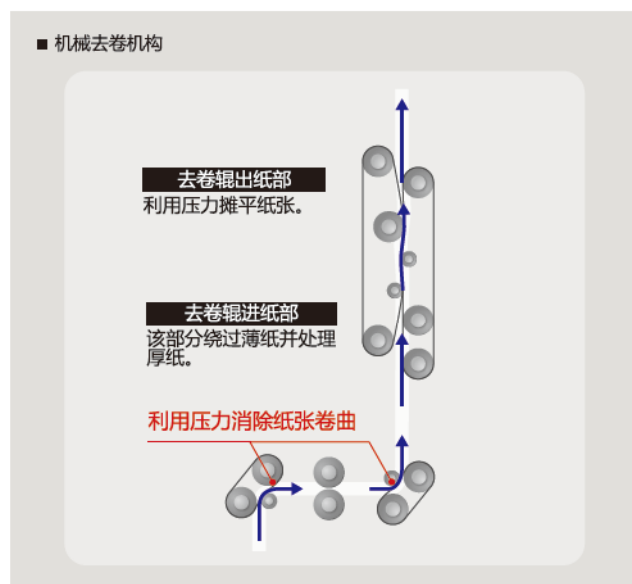 ■ 机械去卷机构
去卷辊出纸部
利用压力摊平纸张。
去卷辊进纸部
该部分绕过薄纸并处理
厚纸。
利用压力消除纸张卷曲